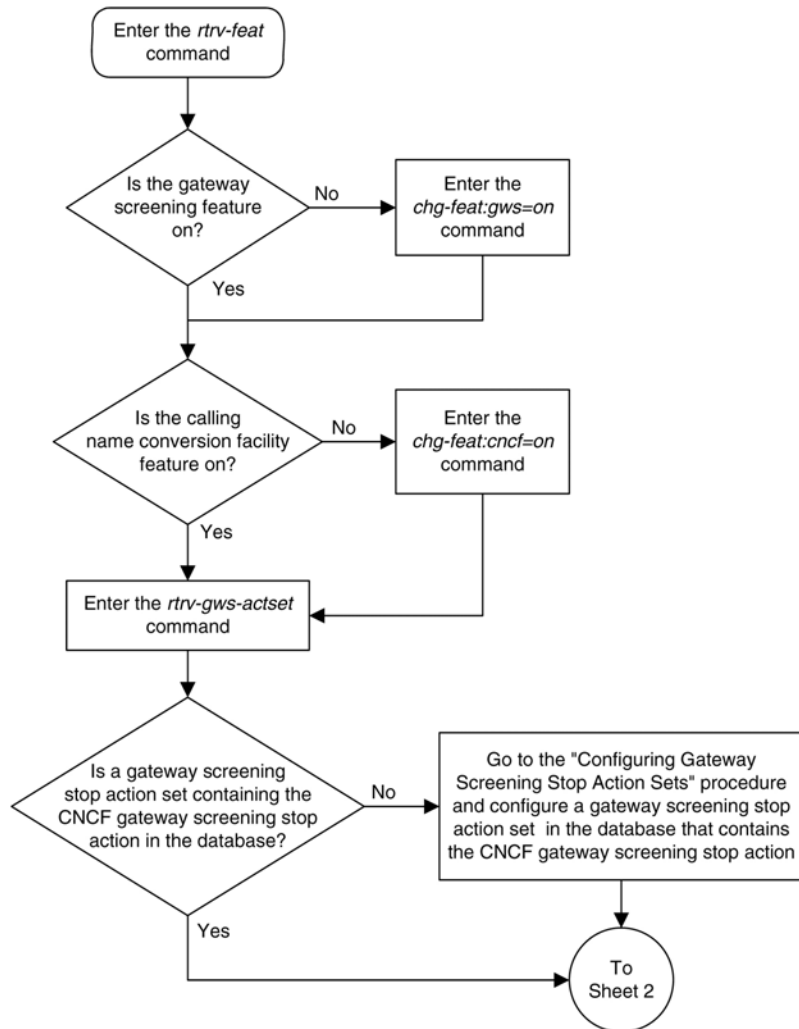 Enter the rtrv-feat
command
Is the gateway
screening feature
on?
No
Enter the
chg-feat:gws=on
command
Yes
Is the calling
name conversion facility
feature on?
No
Enter the
chg-feat:cncf=on
command
Yes
Enter the rtrv-gws-actset
command
Is a gateway screening
stop action set containing the
CNCF gateway screening stop
action in the database?
No
Go to the "Configuring Gateway
Screening Stop Action Sets" procedure
and configure a gateway screening stop
action set in the database that contains
the CNCF gateway screening stop action
Yes
To
Sheet 2